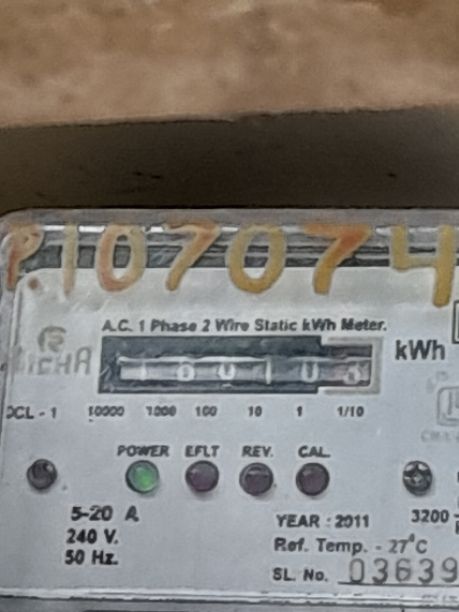 P.107074
A.C. 1 Phase 2 Wire Static kWh Meter.
kWh
CL - 1
10000 1000 100 10 1 1/10
POWER EFLT REV. CAL.
5-20 A
240 V.
50 Hz.
YEAR : 2011
3200
Ref. Temp. - 27°C
SL. No. 03639